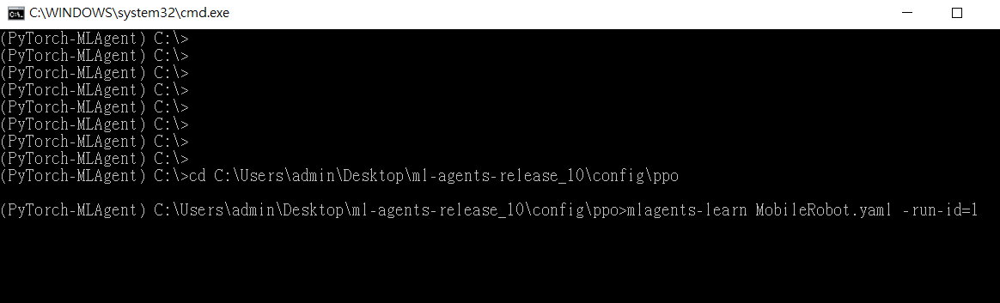 C:\WINDOWS\system32\cmd.exe
(PyTorch-MLAgent) C:\>
(PyTorch-MLAgent) C:\>
(PyTorch-MLAgent) C:\>
(PyTorch-MLAgent) C:\>
(PyTorch-MLAgent) C:\>
(PyTorch-MLAgent) C:\>
(PyTorch-MLAgent) C:\>
(PyTorch-MLAgent) C:\>
(PyTorch-MLAgent) C:\>cd C:\Users\admin\Desktop\ml-agents-release_10\config\ppo
(PyTorch-MLAgent) C:\Users\admin\Desktop\ml-agents-release_10\config\ppo>mlagents-learn MobileRobot.yaml -run-id=1